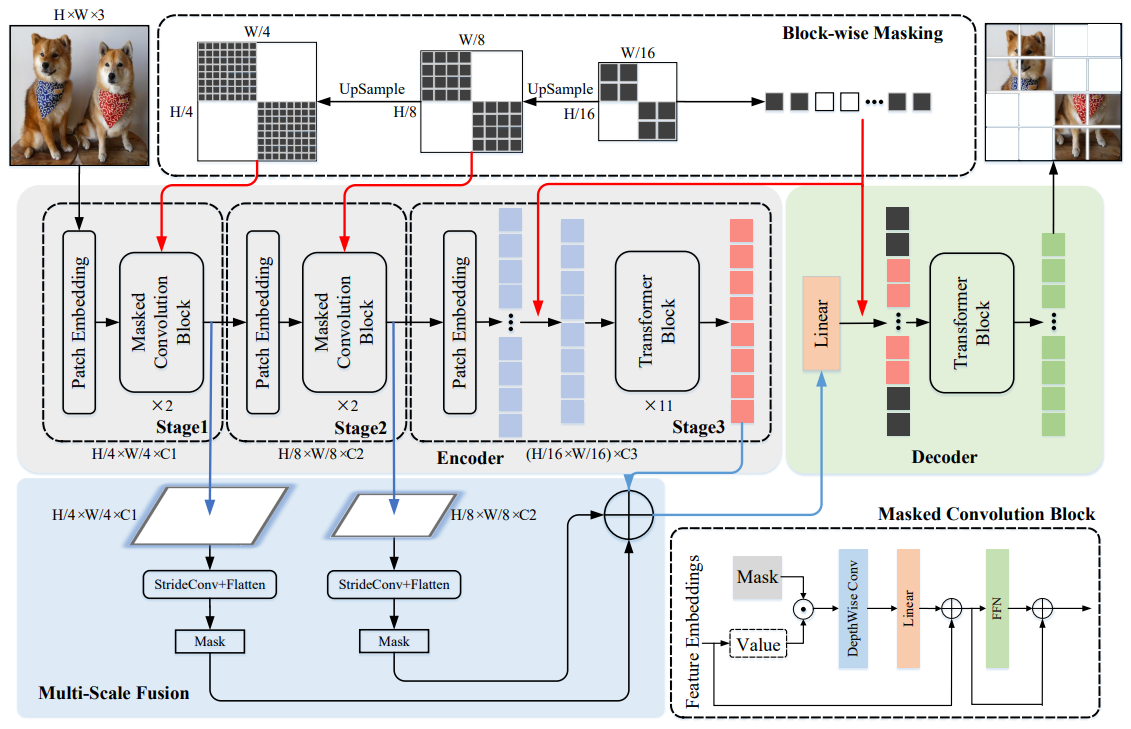 H×W×3
Block-wise Masking
W/4
H/4
UpSample
W/8
H/8
UpSample
W/16
H/16
Patch Embedding
Masked
Convolution
Block
×2
Stage1
Patch Embedding
Masked
Convolution
Block
×2
Stage2
Patch Embedding
Transformer
Block
×11
Stage3
H/4×W/4×C1
H/8×W/8×C2
Encoder
(H/16×W/16)×C3
Linear
Transformer
Block
Decoder
H/4×W/4×C1
H/8×W/8×C2
StrideConv+Flatten
StrideConv+Flatten
Mask
Mask
Multi-Scale Fusion
Masked Convolution Block
Feature Embeddings
Mask
Value
DepthWise Conv
Linear
FFN